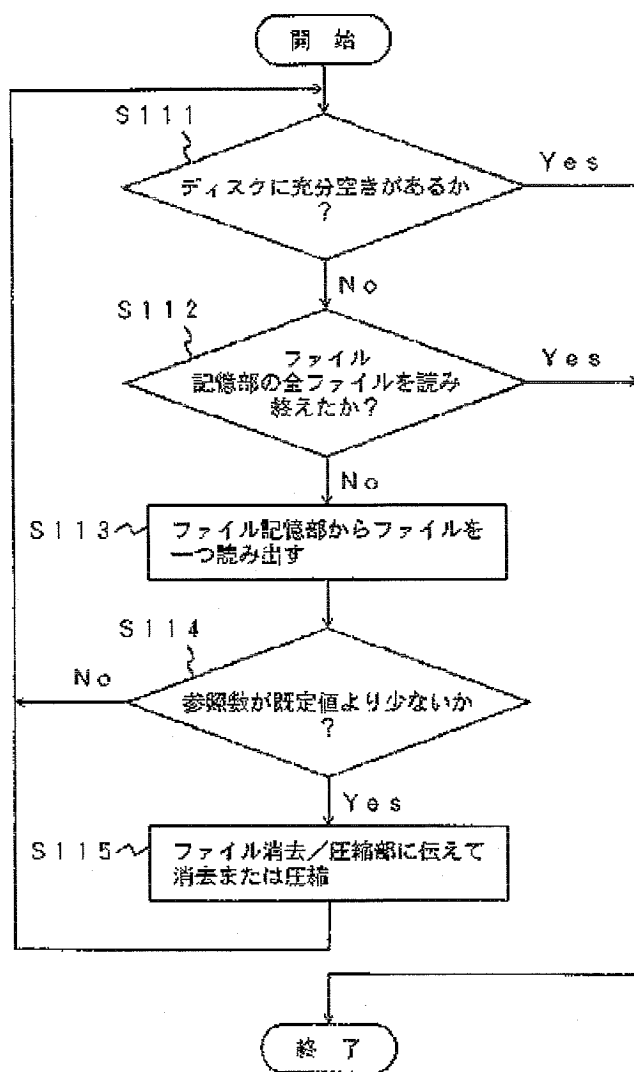 開 始
S111
ディスクに充分空きがあるか
?
Yes
No
S112
ファイル
記憶部の全ファイルを読み
終えたか?
Yes
No
S113
ファイル記憶部からファイルを
一つ読み出す
S114
No
参照数が既定値より少ないか
?
Yes
S115
ファイル消去/圧縮部に伝えて
消去または圧縮
終 了